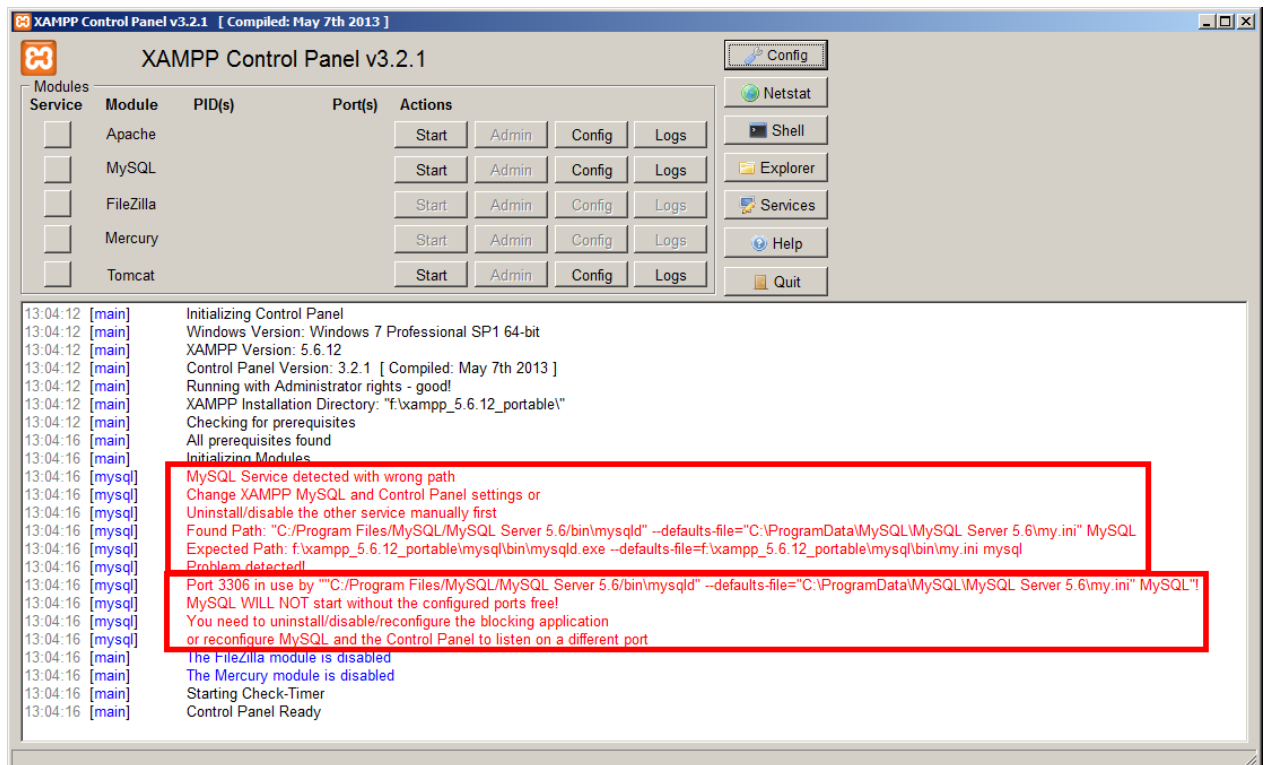 XAMPP Control Panel v3.2.1 [ Compiled: May 7th 2013 ]
XAMPP Control Panel v3.2.1
Config
Modules
Netstat
Service Module PID(s) Port(s) Actions
Apache Start Admin Config Logs
Shell
MySQL Start Admin Config Logs
Explorer
FileZilla Start Admin Config Logs
Services
Mercury Start Admin Config Logs
Help
Tomcat Start Admin Config Logs
Quit
13:04:12 [main] Initializing Control Panel
13:04:12 [main] Windows Version: Windows 7 Professional SP1 64-bit
13:04:12 [main] XAMPP Version: 5.6.12
13:04:12 [main] Control Panel Version: 3.2.1 [ Compiled: May 7th 2013 ]
13:04:12 [main] Running with Administrator rights - good!
13:04:12 [main] XAMPP Installation Directory: "f:\xampp_5.6.12_portable\"
13:04:12 [main] Checking for prerequisites
13:04:16 [main] All prerequisites found
13:04:16 [main] Initializing Modules
13:04:16 [mysql] MySQL Service detected with wrong path
13:04:16 [mysql] Change XAMPP MySQL and Control Panel settings or
13:04:16 [mysql] Uninstall/disable the other service manually first
13:04:16 [mysql] Found Path: "C:/Program Files/MySQL/MySQL Server 5.6/bin\mysqld" --defaults-file="C:\ProgramData\MySQL\MySQL Server 5.6\my.ini" MySQL
13:04:16 [mysql] Expected Path: f:\xampp_5.6.12_portable\mysql\bin\mysqld.exe --defaults-file=f:\xampp_5.6.12_portable\mysql\bin\my.ini mysql
13:04:16 [mysql] Problem detected!
13:04:16 [mysql] Port 3306 in use by ""C:/Program Files/MySQL/MySQL Server 5.6/bin\mysqld" --defaults-file="C:\ProgramData\MySQL\MySQL Server 5.6\my.ini" MySQL"!
13:04:16 [mysql] MySQL WILL NOT start without the configured ports free!
13:04:16 [mysql] You need to uninstall/disable/reconfigure the blocking application
13:04:16 [mysql] or reconfigure MySQL and the Control Panel to listen on a different port
13:04:16 [main] The FileZilla module is disabled
13:04:16 [main] The Mercury module is disabled
13:04:16 [main] Starting Check-Timer
13:04:16 [main] Control Panel Ready